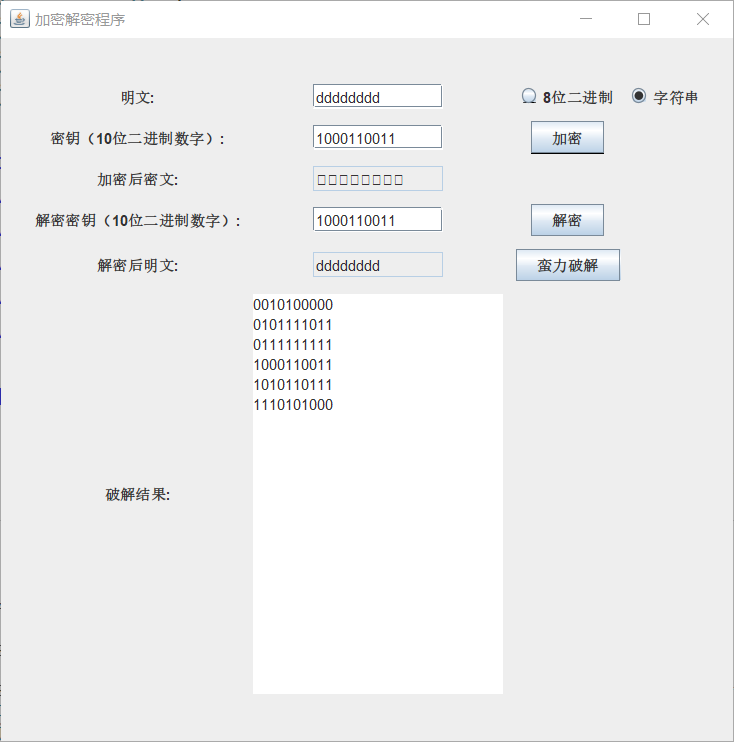 加密解密程序
明文: dddddddd 8位二进制 字符串
密钥（10位二进制数字）: 1000110011 加密
加密后密文: □□□□□□□□
解密密钥（10位二进制数字）: 1000110011 解密
解密后明文: dddddddd 蛮力破解
0010100000
0101111011
0111111111
1000110011
1010110111
1110101000
破解结果: